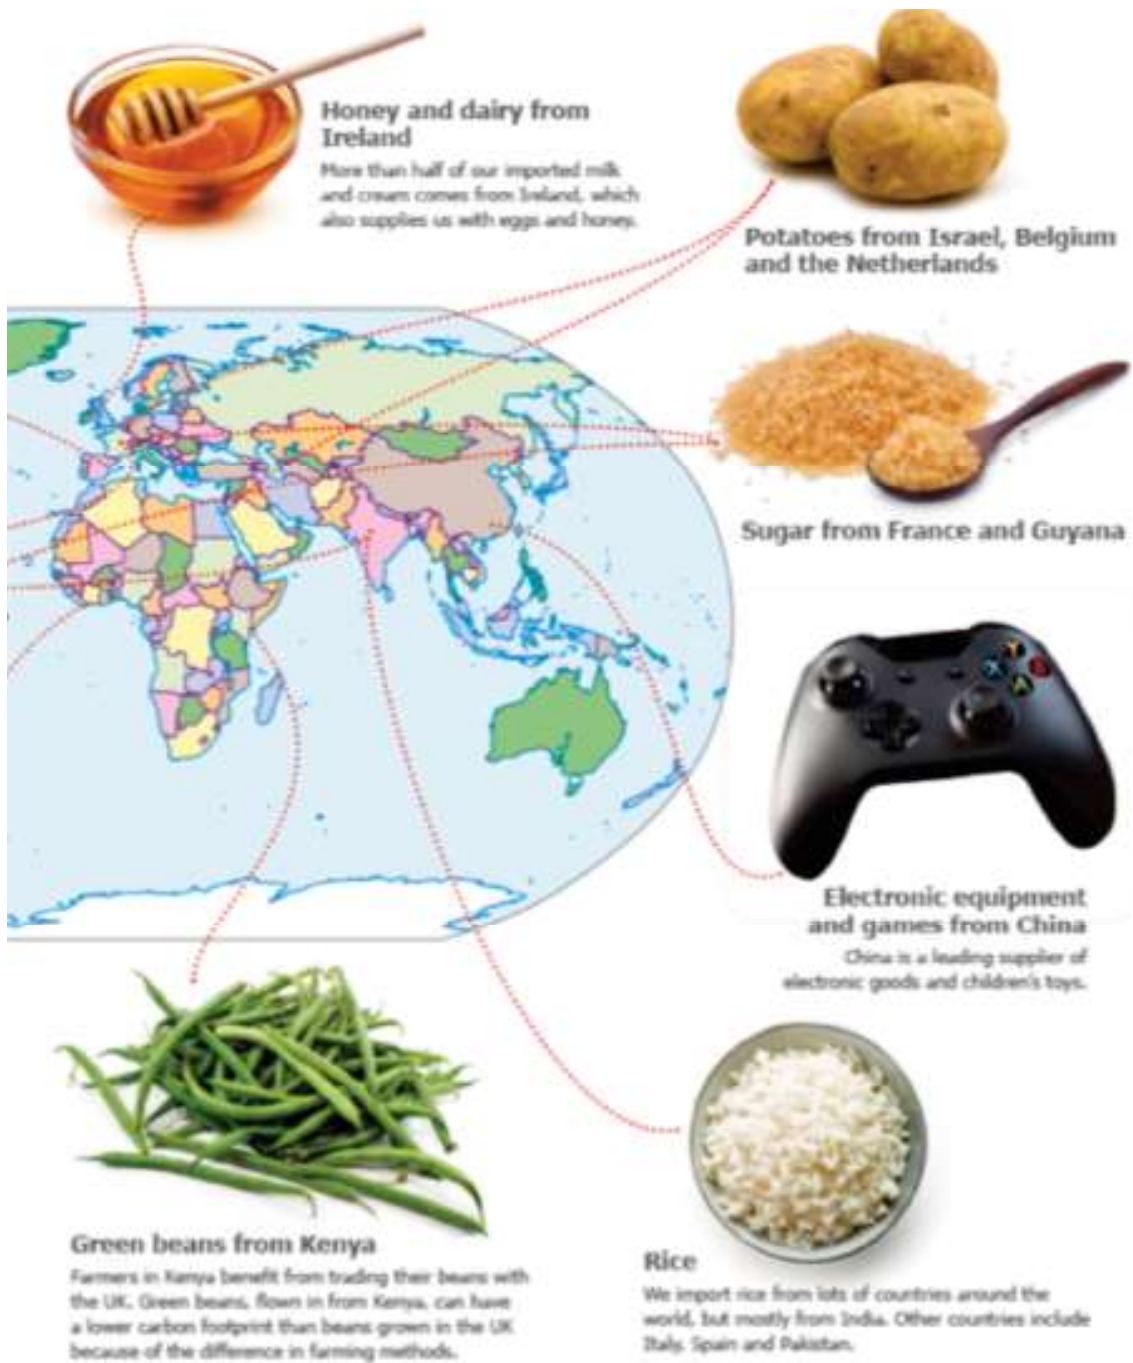 Honey and dairy from
Ireland
More than half of our imported milk
and cream comes from Ireland, which
also supplies us with eggs and honey.
Potatoes from Israel, Belgium
and the Netherlands
Sugar from France and Guyana
Electronic equipment
and games from China
China is a leading supplier of
electronic goods and children's toys.
Green beans from Kenya
Farmers in Kenya benefit from trading their beans with
the UK. Green beans, flown in from Kenya, can have
a lower carbon footprint than beans grown in the UK
because of the difference in farming methods.
Rice
We import rice from lots of countries around the
world, but mostly from India. Other countries include
Italy, Spain and Pakistan.